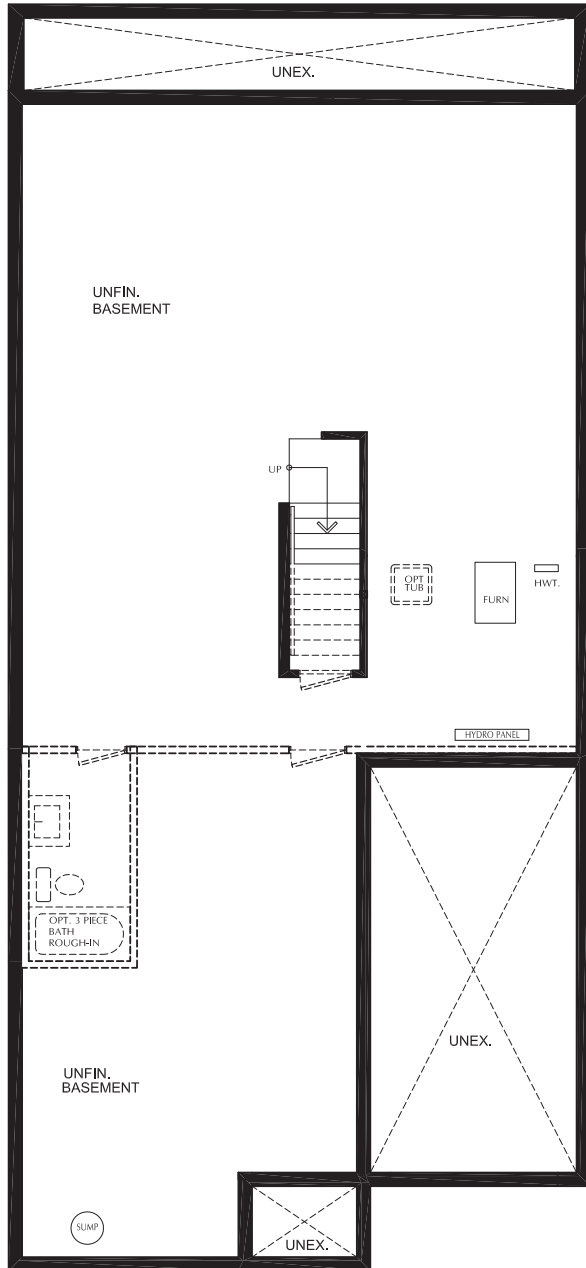 UNEX.
UNFIN.
BASEMENT
UP
OPT
TUB
FURN
HWT.
HYDRO PANEL
OPT. 3 PIECE
BATH
ROUGH-IN
UNEX.
UNFIN.
BASEMENT
SUMP
UNEX.